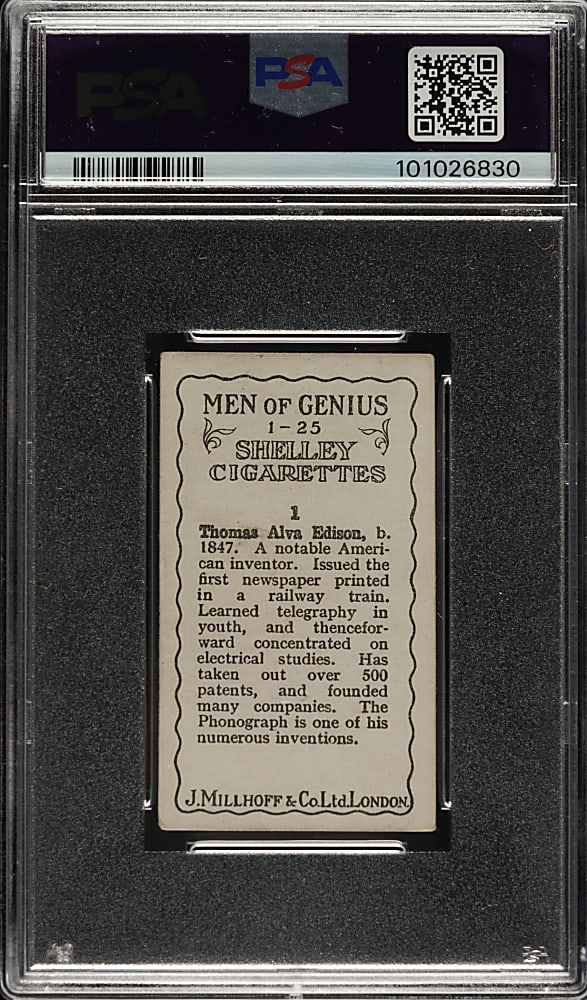 PSA
PSA
101026830
MEN OF GENIUS
1-25
SHELLEY
CIGARETTES
1
Thomas Alva Edison, b.
1847. A notable Ameri-
can inventor. Issued the
first newspaper printed
in a railway train.
Learned telegraphy in
youth, and thencefor-
ward concentrated on
electrical studies. Has
taken out over 500
patents, and founded
many companies. The
Phonograph is one of his
numerous inventions.
J. MILLHOFF & Co. Ltd. LONDON.